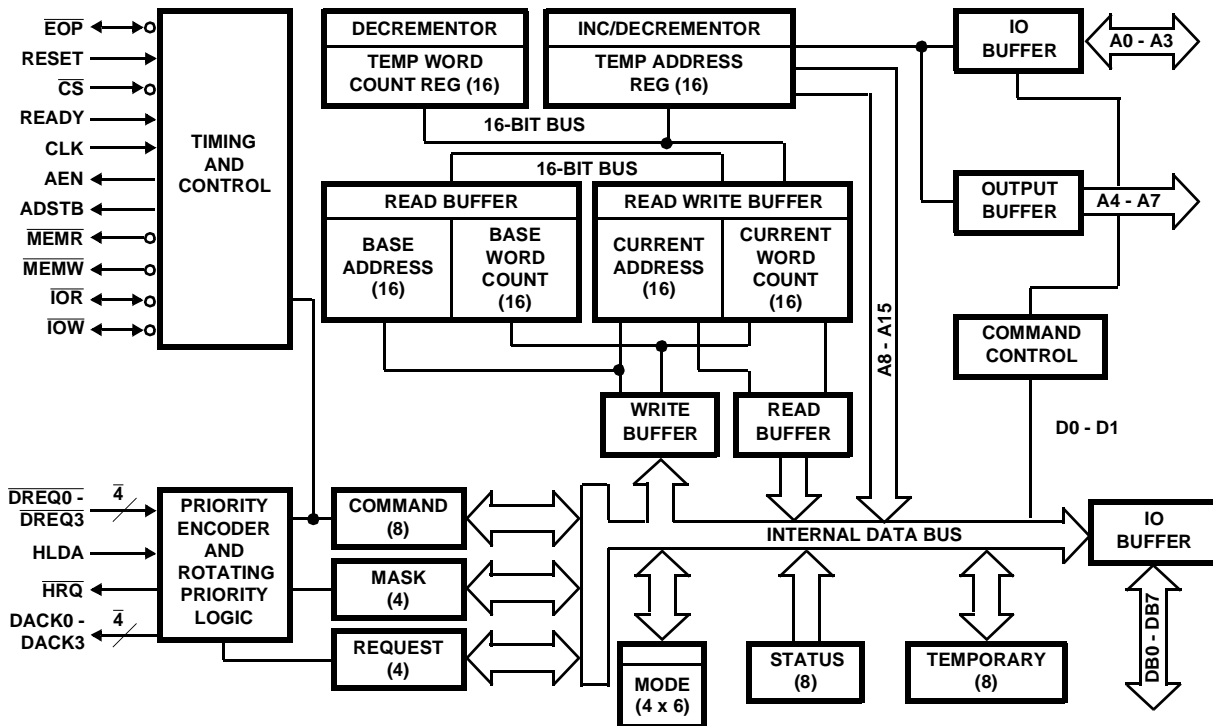 EOP
RESET
CS
READY
CLK
AEN
ADSTB
MEMR
MEMW
IOR
IOW
TIMING
AND
CONTROL
DECREMENTOR
TEMP WORD
COUNT REG (16)
INC/DECREMENTOR
TEMP ADDRESS
REG (16)
16-BIT BUS
16-BIT BUS
READ BUFFER
BASE
ADDRESS
(16)
BASE
WORD
COUNT
(16)
READ WRITE BUFFER
CURRENT
ADDRESS
(16)
CURRENT
WORD
COUNT
(16)
IO
BUFFER
A0 - A3
OUTPUT
BUFFER
A4 - A7
A8 - A15
COMMAND
CONTROL
D0 - D1
WRITE
BUFFER
READ
BUFFER
DREQ0 -
DREQ3
4
HLDA
HRQ
DACK0 -
DACK3
4
PRIORITY
ENCODER
AND
ROTATING
PRIORITY
LOGIC
COMMAND
(8)
MASK
(4)
REQUEST
(4)
INTERNAL DATA BUS
IO
BUFFER
DB0 - DB7
MODE
(4 x 6)
STATUS
(8)
TEMPORARY
(8)